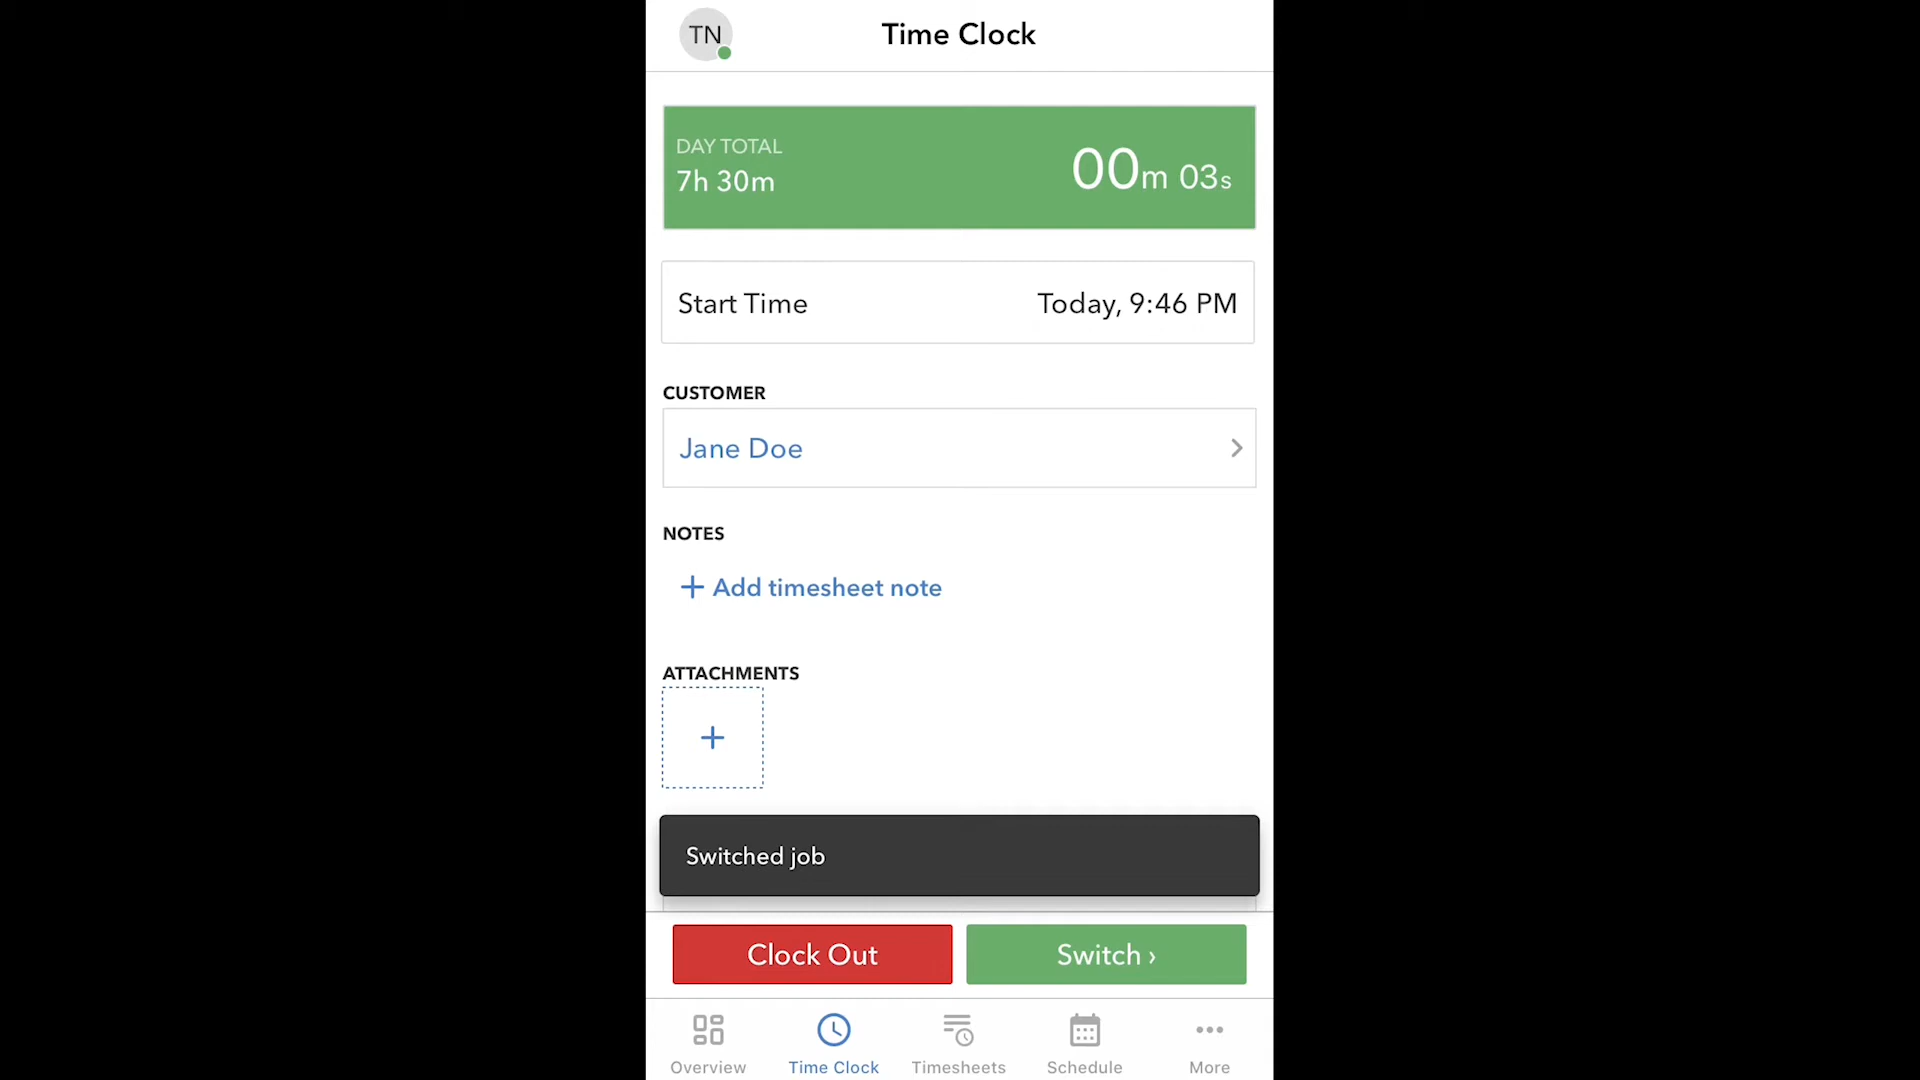 TN
Time Clock
DAY TOTAL
7h 30m
00m 03s
Start Time
Today, 9:46 PM
CUSTOMER
Jane Doe
NOTES
+ Add timesheet note
ATTACHMENTS
+
Switched job
Clock Out
Switch ›
Overview
Time Clock
Timesheets
Schedule
More